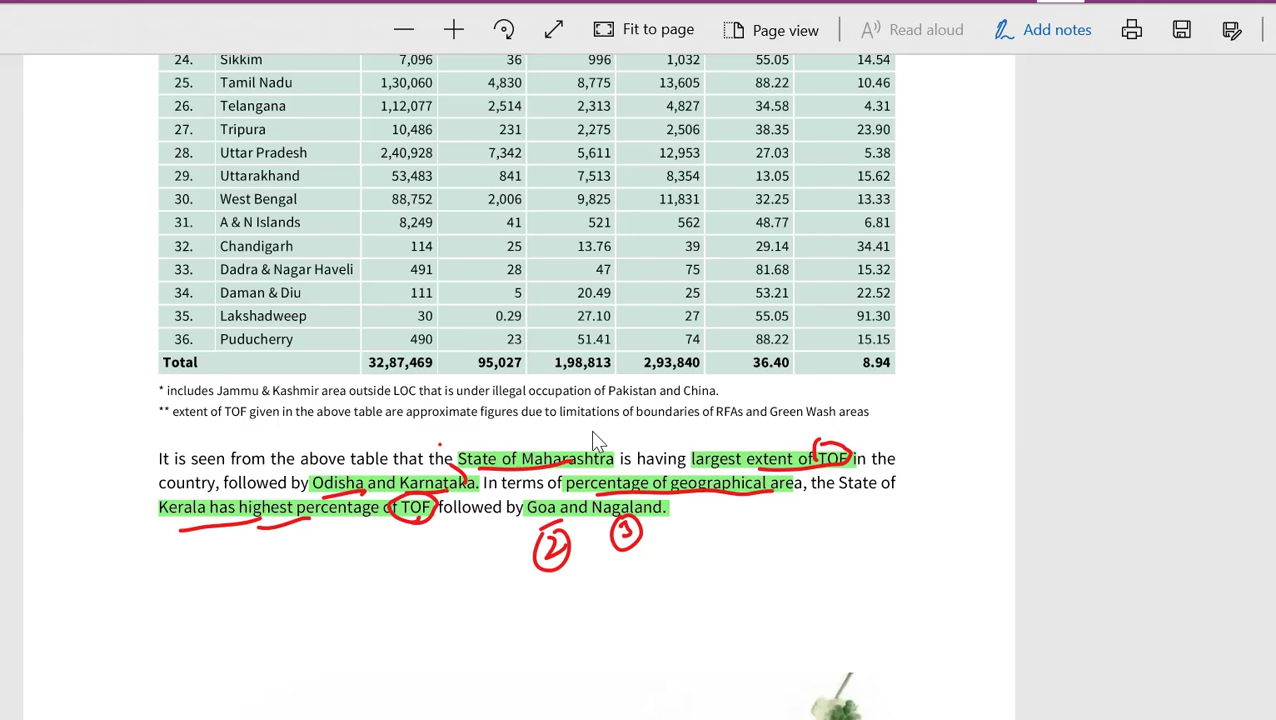 Fit to page Page view Read aloud Add notes
24. Sikkim 7,096 36 996 1,032 55.05 14.54
25. Tamil Nadu 1,30,060 4,830 8,775 13,605 88.22 10.46
26. Telangana 1,12,077 2,514 2,313 4,827 34.58 4.31
27. Tripura 10,486 231 2,275 2,506 38.35 23.90
28. Uttar Pradesh 2,40,928 7,342 5,611 12,953 27.03 5.38
29. Uttarakhand 53,483 841 7,513 8,354 13.05 15.62
30. West Bengal 88,752 2,006 9,825 11,831 32.25 13.33
31. A & N Islands 8,249 41 521 562 48.77 6.81
32. Chandigarh 114 25 13.76 39 29.14 34.41
33. Dadra & Nagar Haveli 491 28 47 75 81.68 15.32
34. Daman & Diu 111 5 20.49 25 53.21 22.52
35. Lakshadweep 30 0.29 27.10 27 55.05 91.30
36. Puducherry 490 23 51.41 74 88.22 15.15
Total 32,87,469 95,027 1,98,813 2,93,840 36.40 8.94
* includes Jammu & Kashmir area outside LOC that is under illegal occupation of Pakistan and China.
** extent of TOF given in the above table are approximate figures due to limitations of boundaries of RFAs and Green Wash areas
It is seen from the above table that the State of Maharashtra is having largest extent of TOF in the
country, followed by Odisha and Karnataka. In terms of percentage of geographical area, the State of
Kerala has highest percentage of TOF followed by Goa and Nagaland.
2 3